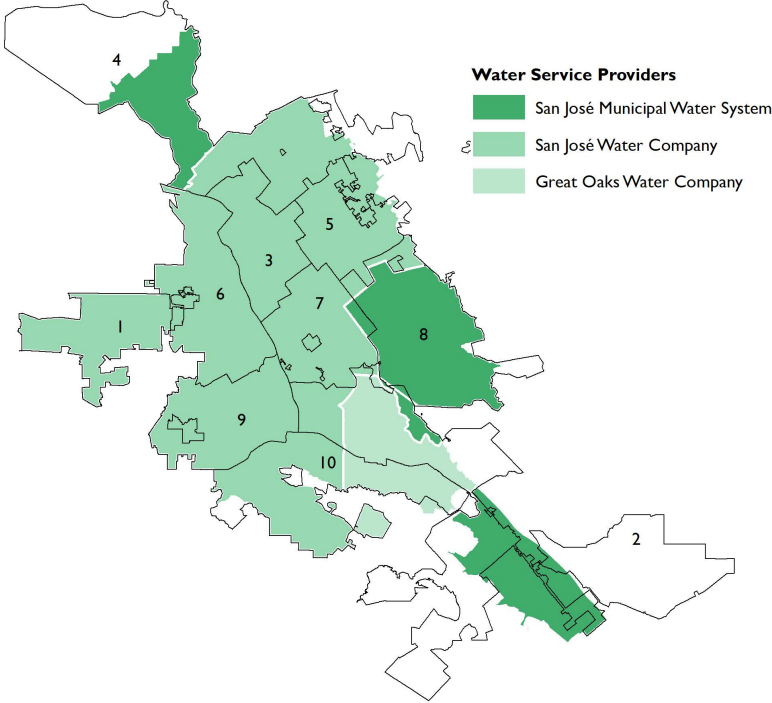 4
Water Service Providers
San José Municipal Water System
San José Water Company
Great Oaks Water Company
5
3
6
7
1
8
9
10
2